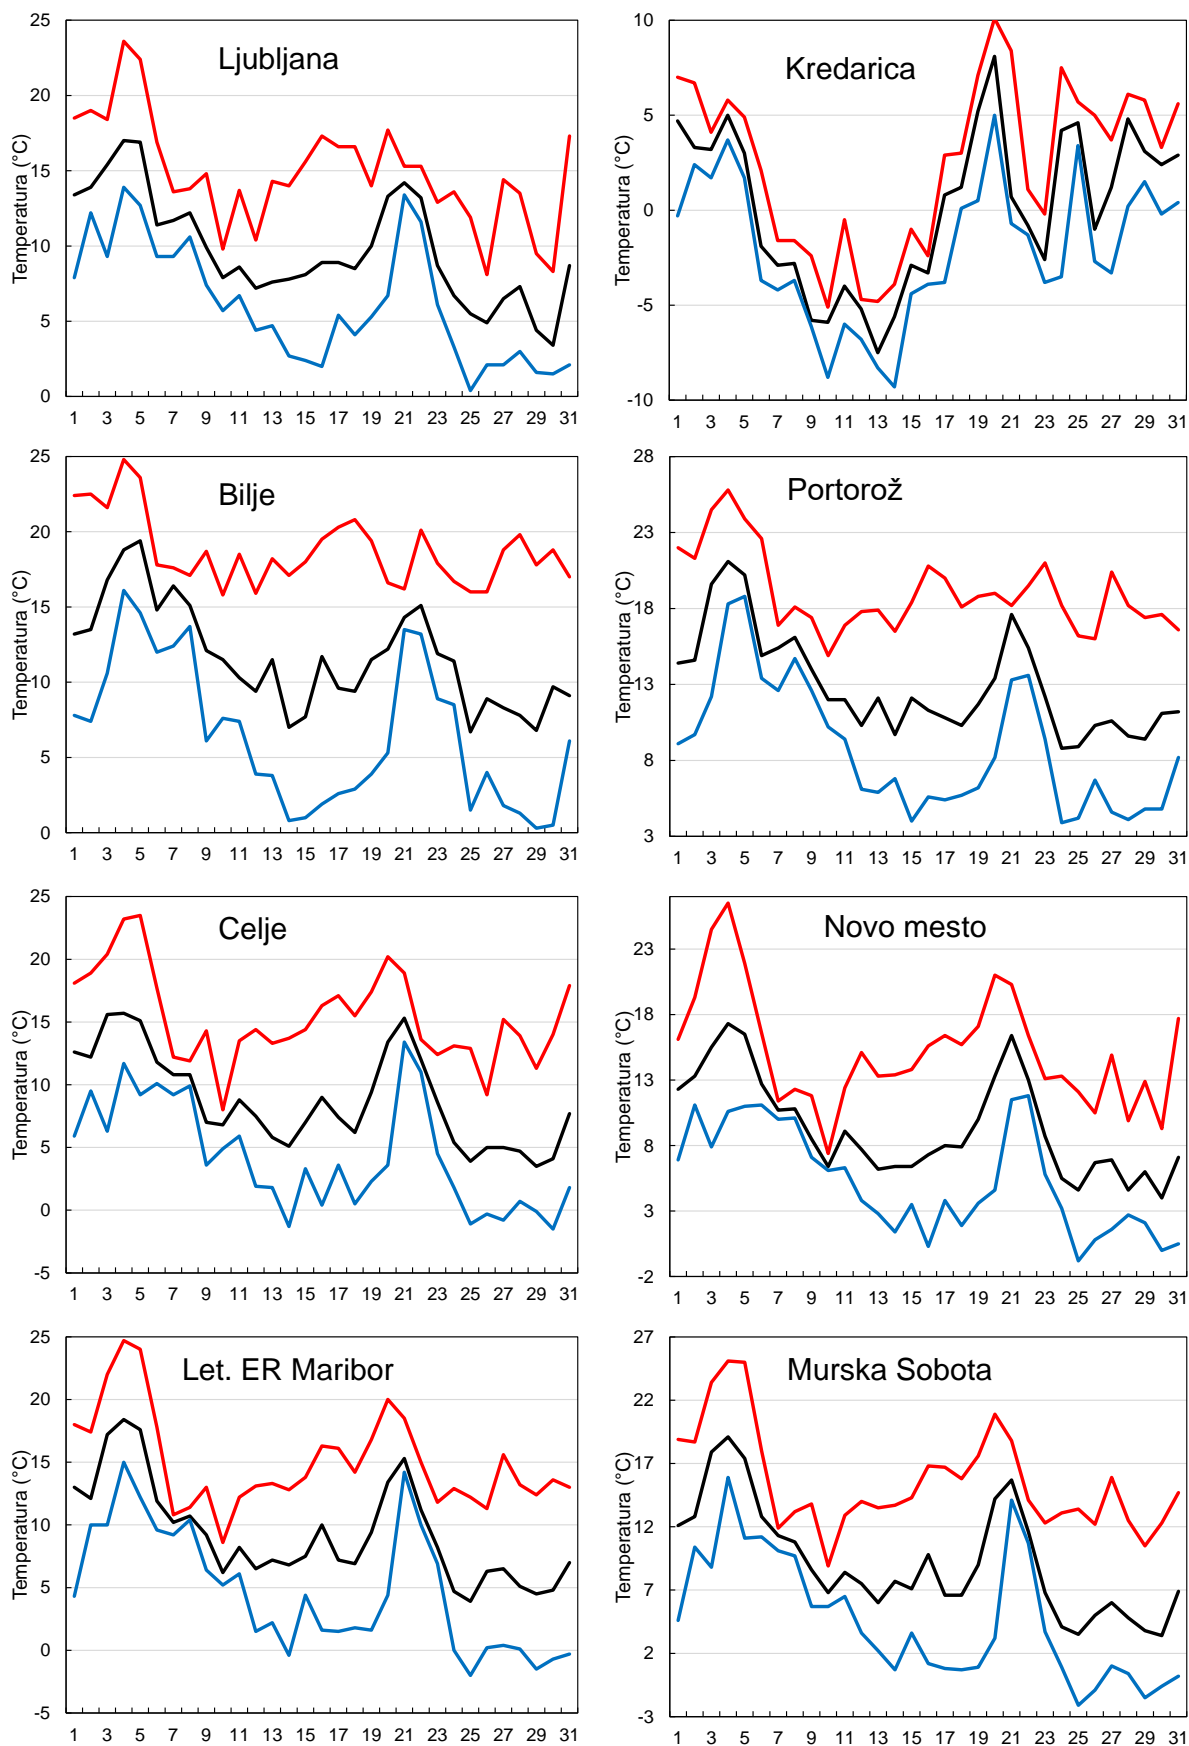 Ljubljana
Temperatura (°C)
25
20
15
10
5
0
1 3 5 7 9 11 13 15 17 19 21 23 25 27 29 31
Kredarica
Temperatura (°C)
10
5
0
-5
-10
1 3 5 7 9 11 13 15 17 19 21 23 25 27 29 31
Bilje
Temperatura (°C)
25
20
15
10
5
0
1 3 5 7 9 11 13 15 17 19 21 23 25 27 29 31
Portorož
Temperatura (°C)
28
23
18
13
8
3
1 3 5 7 9 11 13 15 17 19 21 23 25 27 29 31
Celje
Temperatura (°C)
25
20
15
10
5
0
-5
1 3 5 7 9 11 13 15 17 19 21 23 25 27 29 31
Novo mesto
Temperatura (°C)
23
18
13
8
3
-2
1 3 5 7 9 11 13 15 17 19 21 23 25 27 29 31
Let. ER Maribor
Temperatura (°C)
25
20
15
10
5
0
-5
1 3 5 7 9 11 13 15 17 19 21 23 25 27 29 31
Murska Sobota
Temperatura (°C)
27
22
17
12
7
2
-3
1 3 5 7 9 11 13 15 17 19 21 23 25 27 29 31